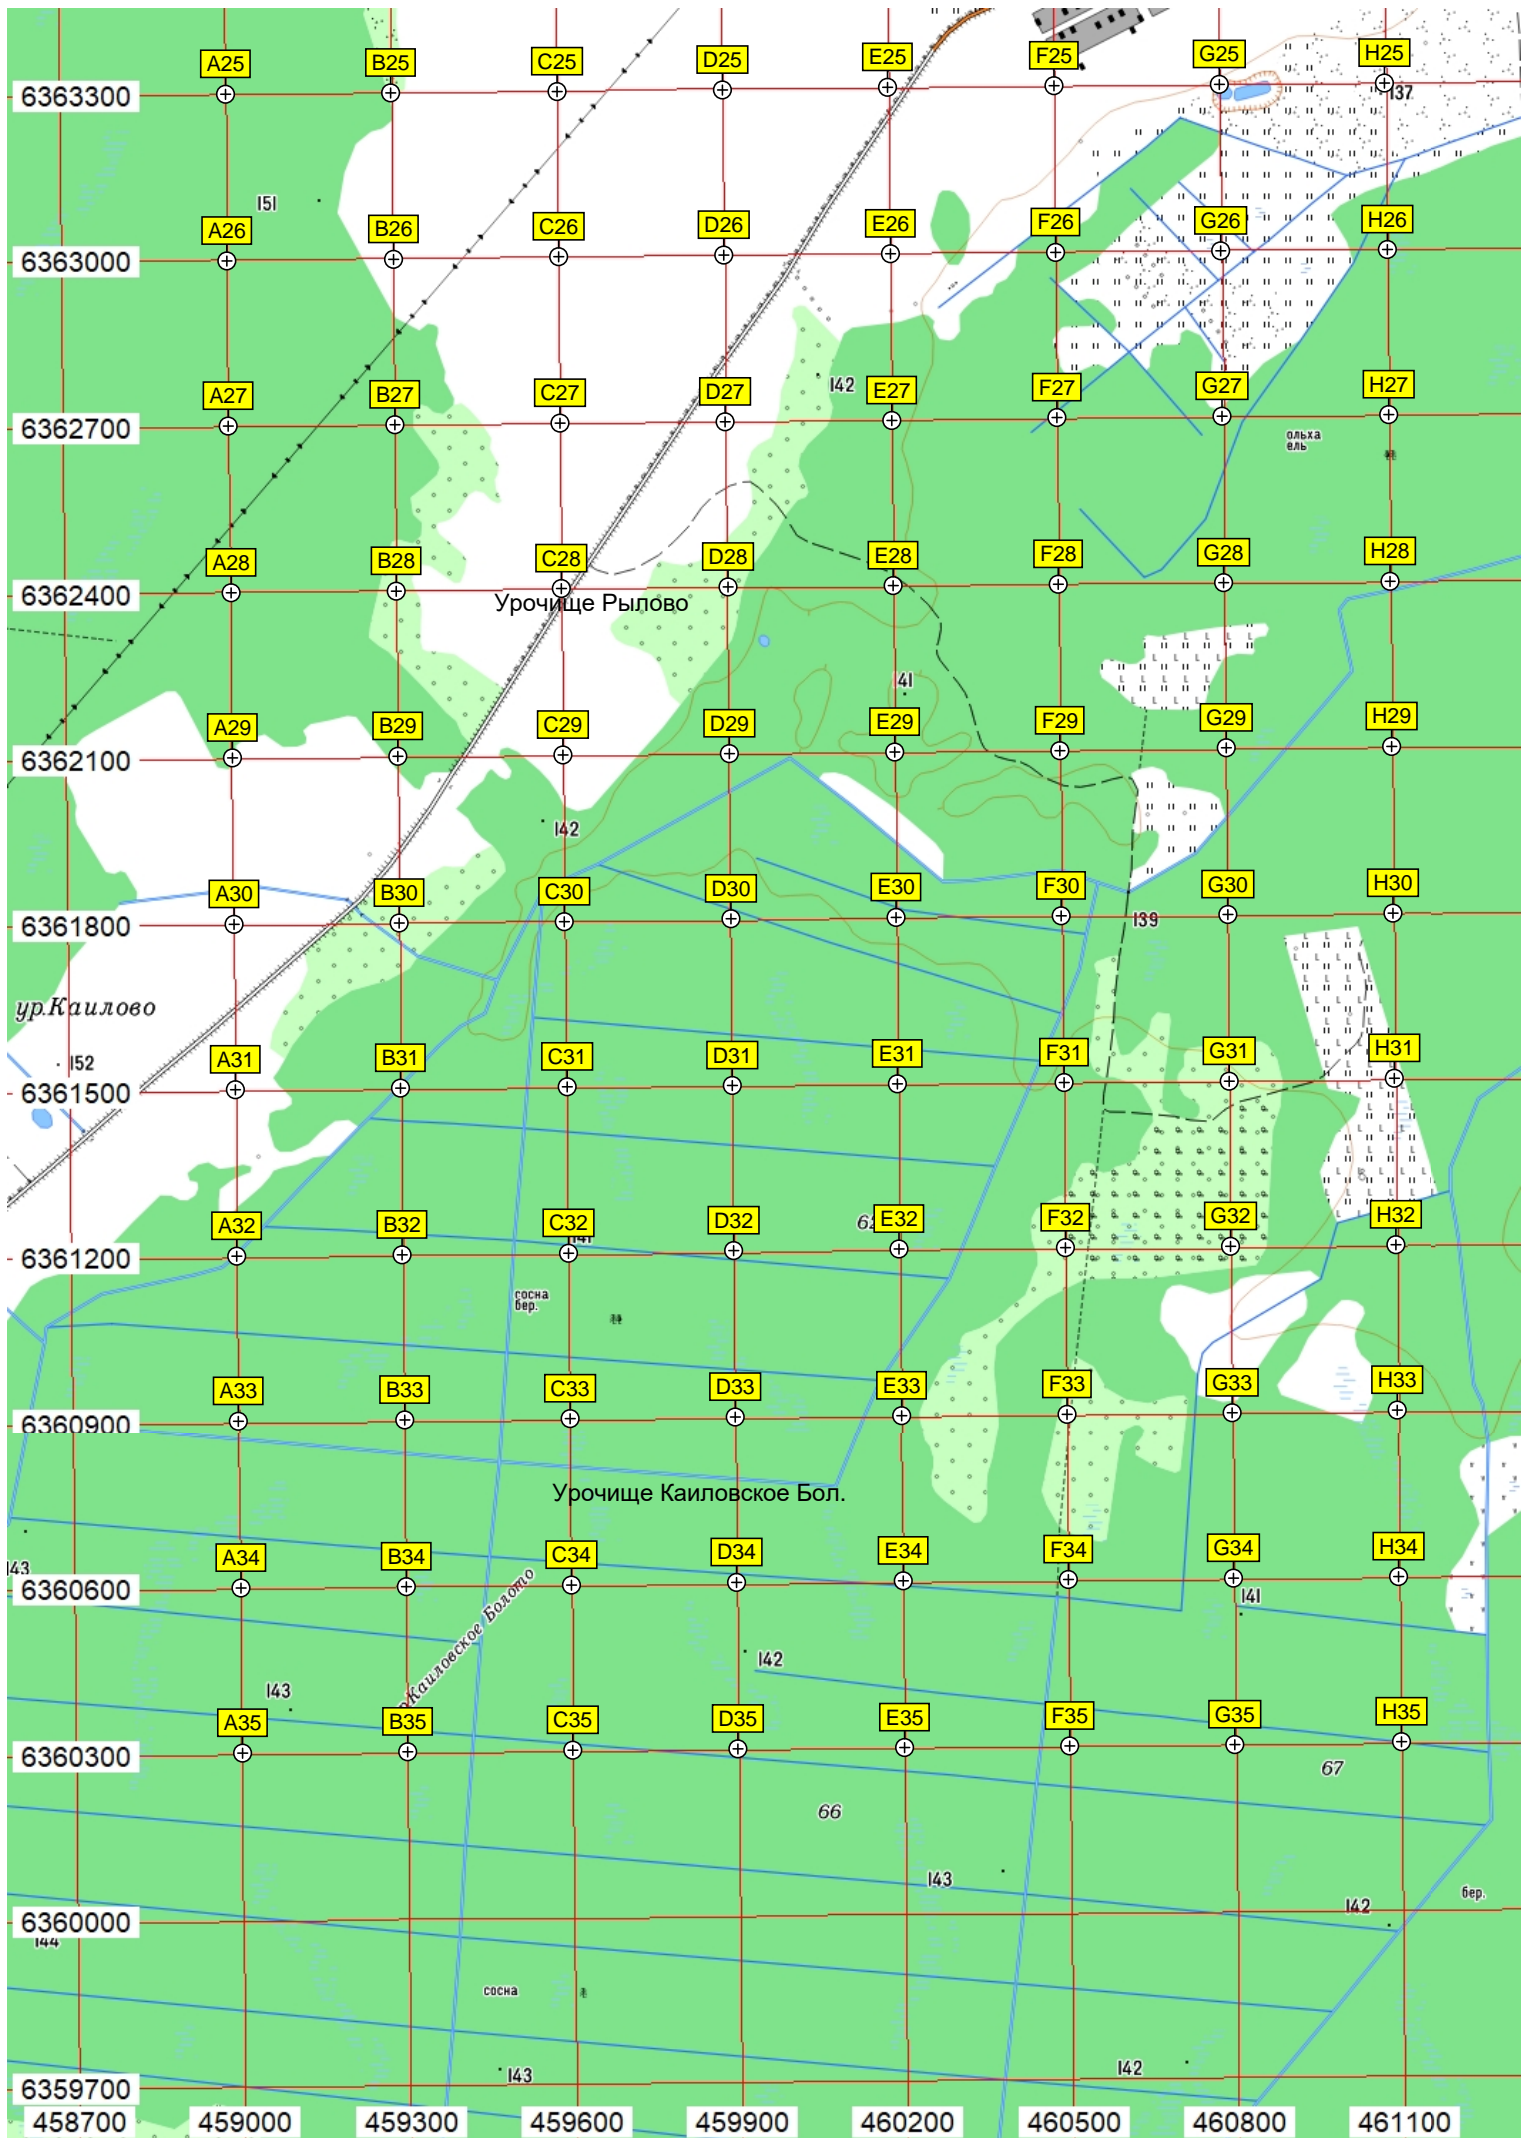 A25 B25 C25 D25 E25 F25 G25 H25
6363300
137
151
A26 B26 C26 D26 E26 F26 G26 H26
6363000
142
A27 B27 C27 D27 E27 F27 G27 H27
6362700
ольха
ель
A28 B28 C28 D28 E28 F28 G28 H28
6362400
Урочище Рылово
141
A29 B29 C29 D29 E29 F29 G29 H29
6362100
142
A30 B30 C30 D30 E30 F30 G30 H30
6361800
139
ур.Каилово
152
A31 B31 C31 D31 E31 F31 G31 H31
6361500
A32 B32 C32 D32 E32 F32 G32 H32
141
6361200
сосна
бер.
A33 B33 C33 D33 E33 F33 G33 H33
6360900
Урочище Каиловское Бол.
A34 B34 C34 D34 E34 F34 G34 H34
143
6360600
141
Каиловское Болото
142
143
A35 B35 C35 D35 E35 F35 G35 H35
6360300
67
66
143
бер.
142
6360000
144
сосна
143
142
6359700
458700 459000 459300 459600 459900 460200 460500 460800 461100